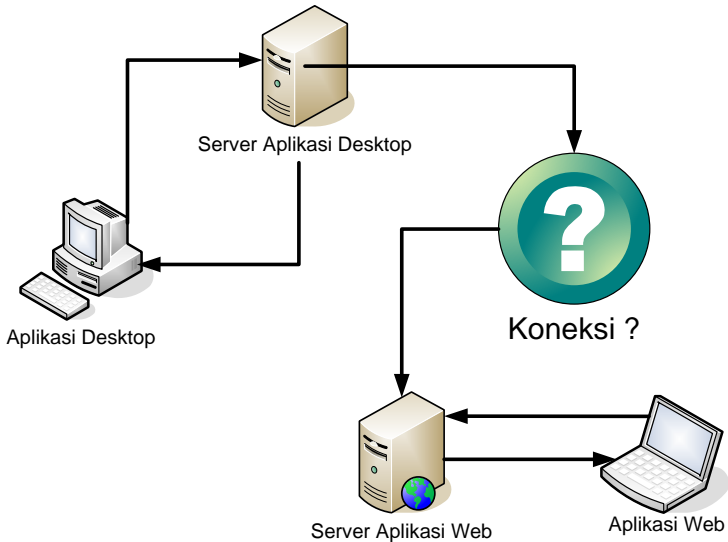 Server Aplikasi Desktop
?
Aplikasi Desktop
Koneksi ?
Server Aplikasi Web
Aplikasi Web